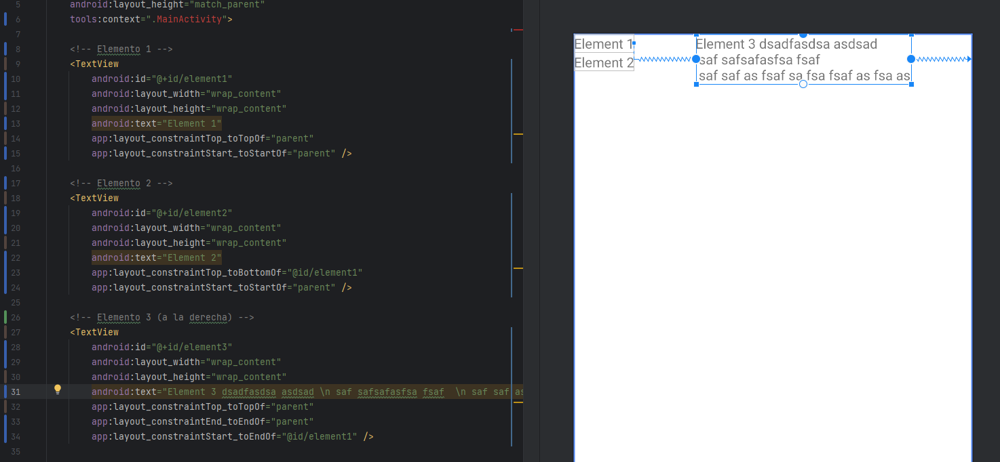 5 android:layout_height="match_parent"
6 tools:context=".MainActivity">
7
8 <!-- Elemento 1 -->
9 <TextView
10 android:id="@+id/element1"
11 android:layout_width="wrap_content"
12 android:layout_height="wrap_content"
13 android:text="Element 1"
14 app:layout_constraintTop_toTopOf="parent"
15 app:layout_constraintStart_toStartOf="parent" />
16
17 <!-- Elemento 2 -->
18 <TextView
19 android:id="@+id/element2"
20 android:layout_width="wrap_content"
21 android:layout_height="wrap_content"
22 android:text="Element 2"
23 app:layout_constraintTop_toBottomOf="@id/element1"
24 app:layout_constraintStart_toStartOf="parent" />
25
26 <!-- Elemento 3 (a la derecha) -->
27 <TextView
28 android:id="@+id/element3"
29 android:layout_width="wrap_content"
30 android:layout_height="wrap_content"
31 android:text="Element 3 dsadfasdsa asdsad \n saf safsafasfsa fsaf  \n saf saf as
32 app:layout_constraintTop_toTopOf="parent"
33 app:layout_constraintEnd_toEndOf="parent"
34 app:layout_constraintStart_toEndOf="@id/element1" />
35
Element 1
Element 2
Element 3 dsadfasdsa asdsad
saf safsafasfsa fsaf
saf saf as fsaf sa fsa fsaf as fsa as